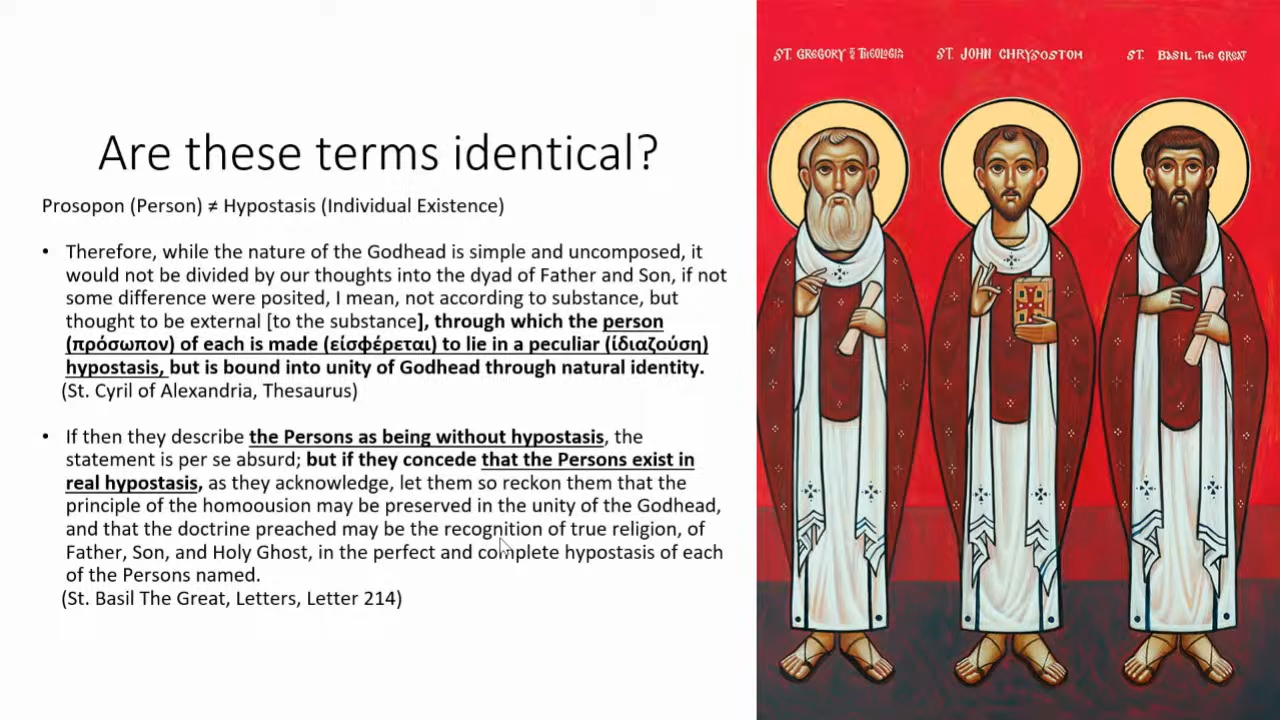 Are these terms identical?
Prosopon (Person) ≠ Hypostasis (Individual Existence)
• Therefore, while the nature of the Godhead is simple and uncomposed, it
would not be divided by our thoughts into the dyad of Father and Son, if not
some difference were posited, I mean, not according to substance, but
thought to be external [to the substance], through which the person
(πρόσωπον) of each is made (εἰσφέρεται) to lie in a peculiar (ἰδιαζούση)
hypostasis, but is bound into unity of Godhead through natural identity.
(St. Cyril of Alexandria, Thesaurus)
• If then they describe the Persons as being without hypostasis, the
statement is per se absurd; but if they concede that the Persons exist in
real hypostasis, as they acknowledge, let them so reckon them that the
principle of the homoousion may be preserved in the unity of the Godhead,
and that the doctrine preached may be the recognition of true religion, of
Father, Son, and Holy Ghost, in the perfect and complete hypostasis of each
of the Persons named.
(St. Basil The Great, Letters, Letter 214)
ST. GREGORY THEOLOGIA
ST. JOHN CHRYSOSTOM
ST. BASIL THE GREAT